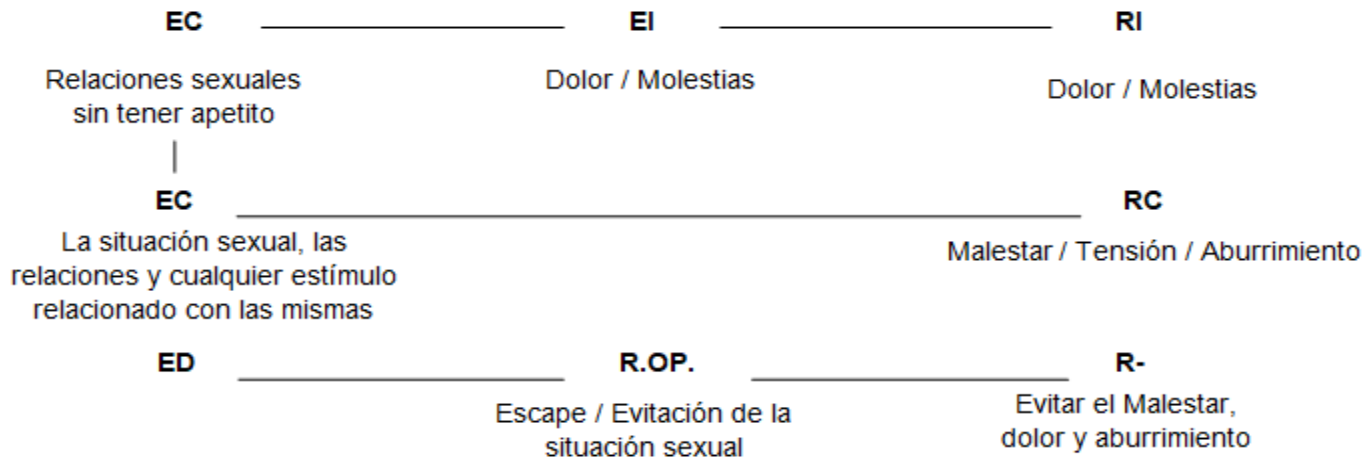 EC EI RI
Relaciones sexuales
sin tener apetito
Dolor / Molestias
Dolor / Molestias
EC RC
La situación sexual, las
relaciones y cualquier estímulo
relacionado con las mismas
Malestar / Tensión / Aburrimiento
ED R.OP. R-
Escape / Evitación de la
situación sexual
Evitar el Malestar,
dolor y aburrimiento